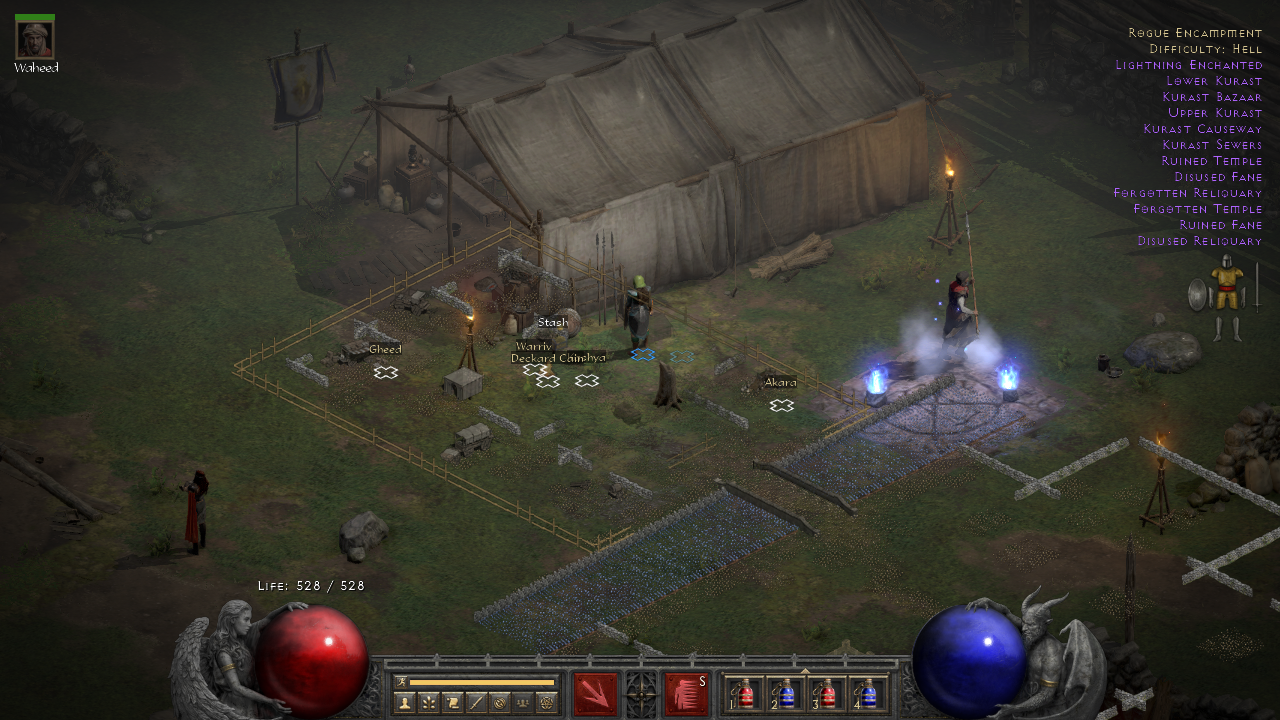 Waheed
Rogue Encampment
Difficulty: Hell
Lightning Enchanted
Lower Kurast
Kurast Bazaar
Upper Kurast
Kurast Causeway
Kurast Sewers
Ruined Temple
Disused Fane
Forgotten Reliquary
Forgotten Temple
Ruined Fane
Disused Reliquary
Stash
Gheed
Warriv
Deckard Cain
Akara
Life: 528 / 528
S
1
2
3
4